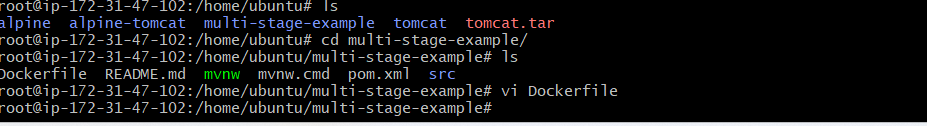 root@ip-172-31-47-102:/home/ubuntu# ls
alpine  alpine-tomcat  multi-stage-example  tomcat  tomcat.tar
root@ip-172-31-47-102:/home/ubuntu# cd multi-stage-example/
root@ip-172-31-47-102:/home/ubuntu/multi-stage-example# ls
Dockerfile  README.md  mvnw  mvnw.cmd  pom.xml  src
root@ip-172-31-47-102:/home/ubuntu/multi-stage-example# vi Dockerfile
root@ip-172-31-47-102:/home/ubuntu/multi-stage-example#